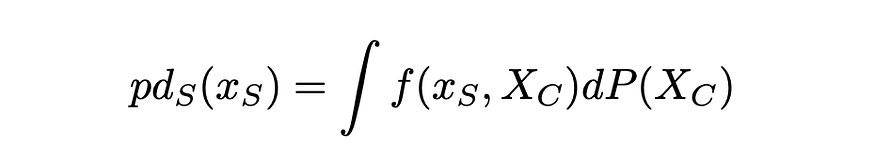 pd_S(x_S) = ∫ f(x_S, X_C)dP(X_C)